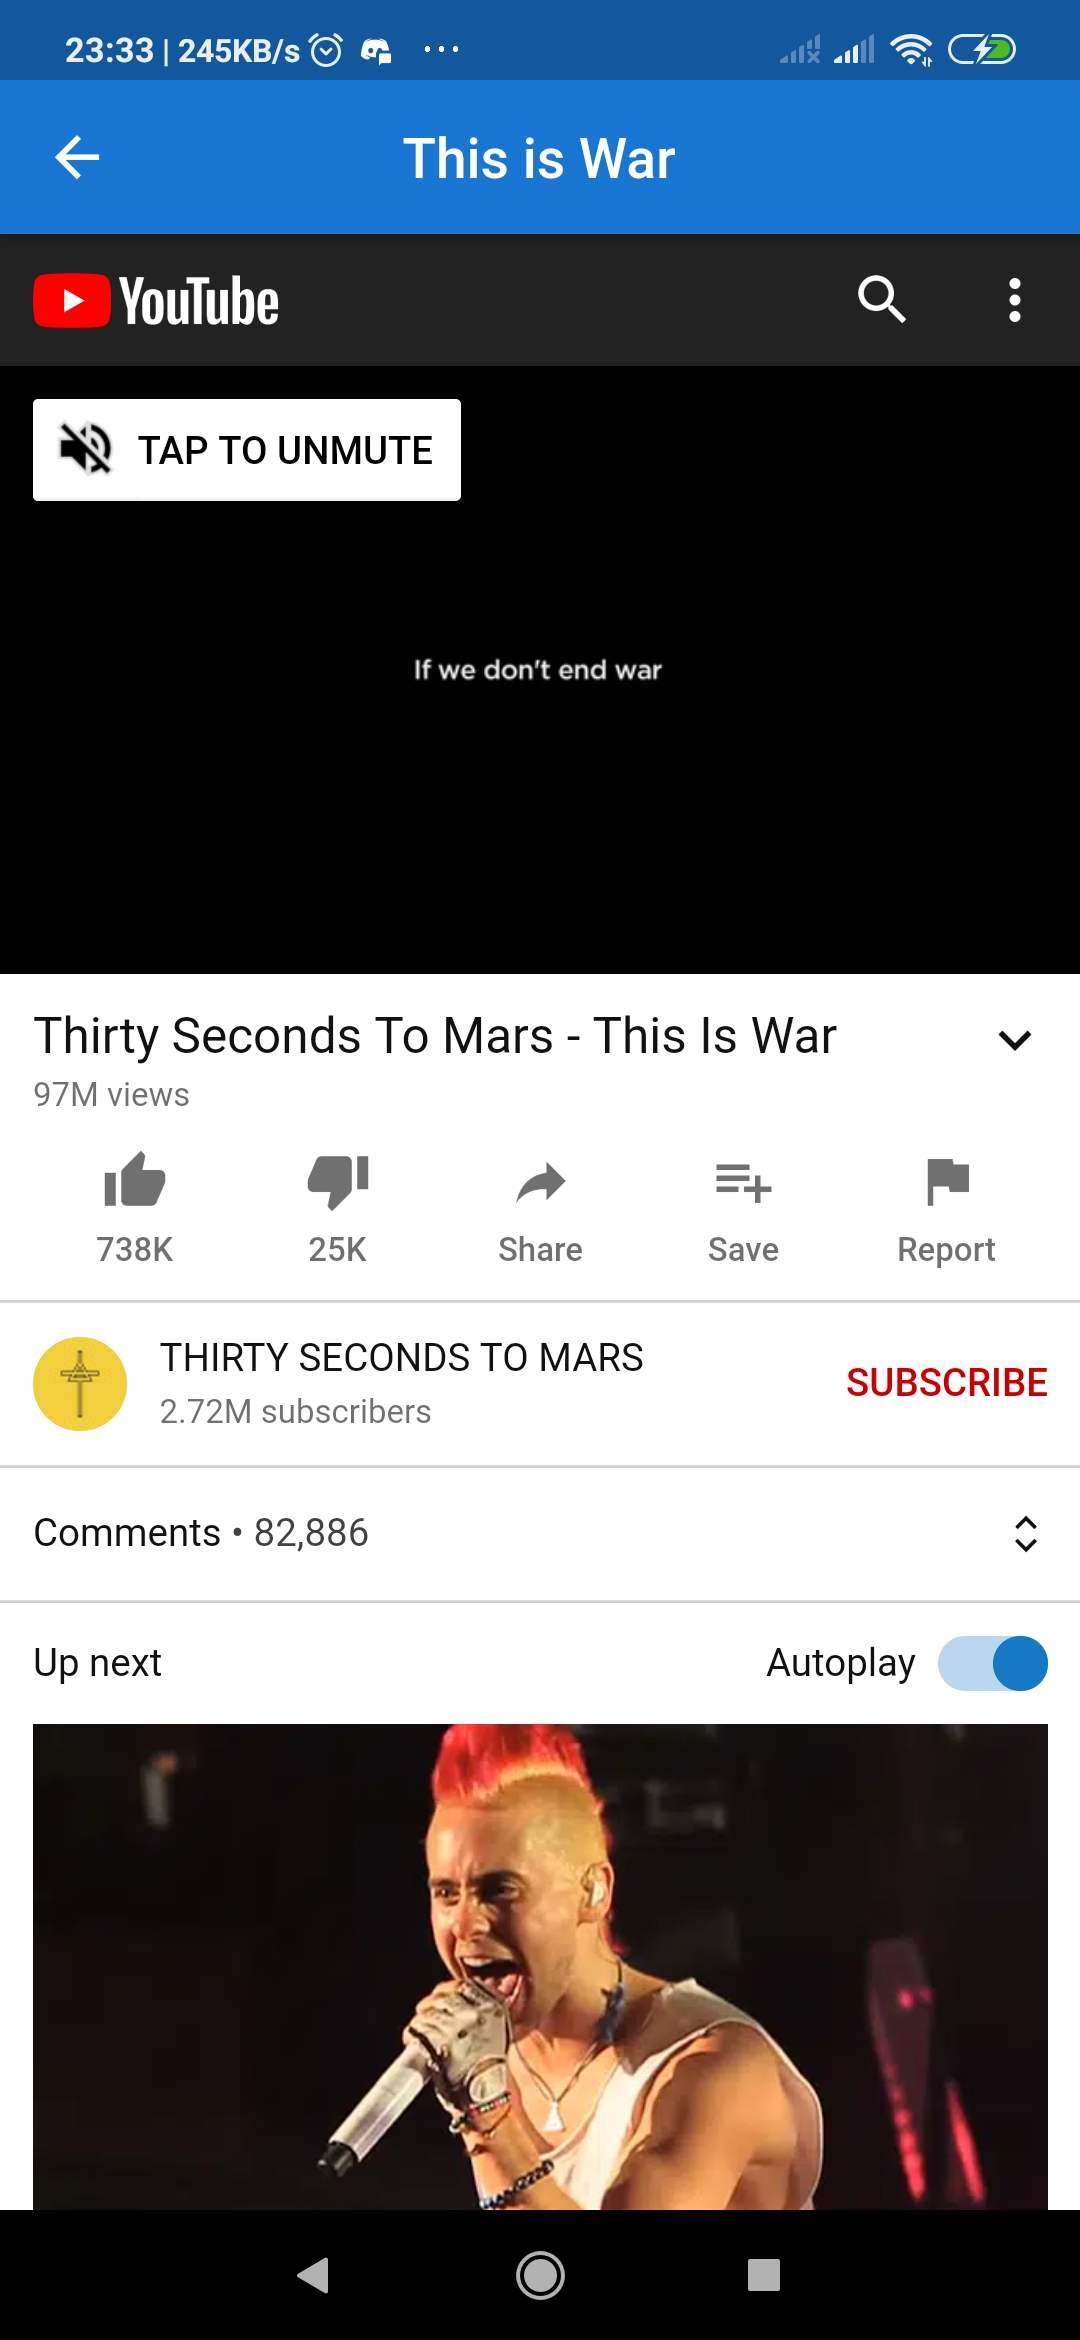 23:33 | 245KB/s ...
This is War
YouTube
TAP TO UNMUTE
If we don't end war
Thirty Seconds To Mars - This Is War
97M views
738K 25K Share Save Report
THIRTY SECONDS TO MARS
SUBSCRIBE
2.72M subscribers
Comments • 82,886
Up next Autoplay